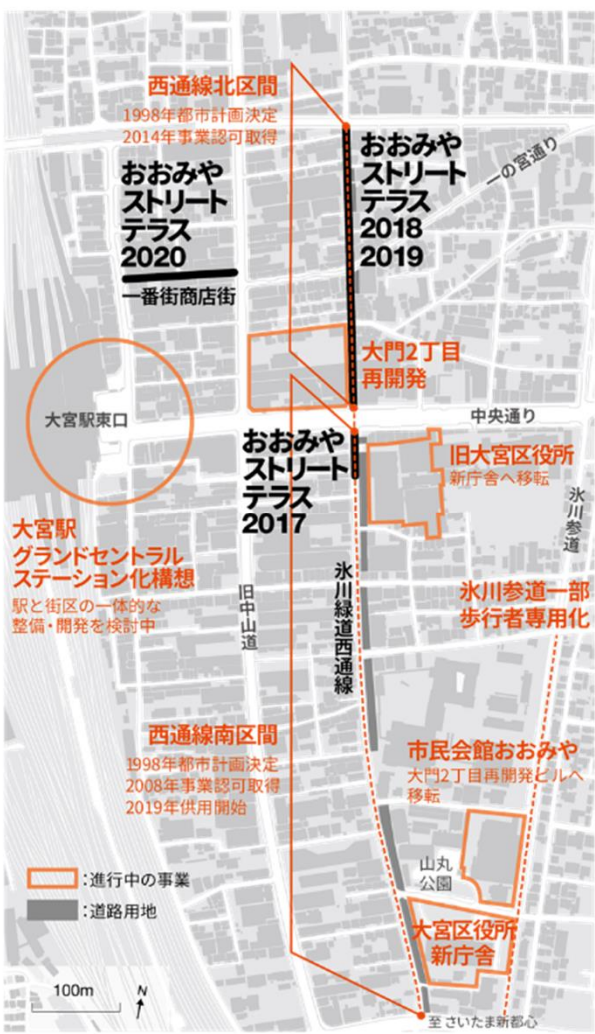 西通線北区間
1998年都市計画決定
2014年事業認可取得
おおみや
ストリート
テラス
2018
2019
一の宮通り
おおみや
ストリート
テラス
2020
一番街商店街
大門2丁目
再開発
大宮駅東口
中央通り
おおみや
ストリート
テラス
2017
旧大宮区役所
新庁舎へ移転
氷川参道
大宮駅
グランドセントラル
ステーション化構想
駅と街区の一体的な
整備・開発を検討中
旧中山道
氷川緑道西通線
氷川参道一部
歩行者専用化
西通線南区間
1998年都市計画決定
2008年事業認可取得
2019年供用開始
市民会館おおみや
大門2丁目再開発ビルへ
移転
山丸
公園
:進行中の事業
:道路用地
大宮区役所
新庁舎
100m
N
至 さいたま新都心